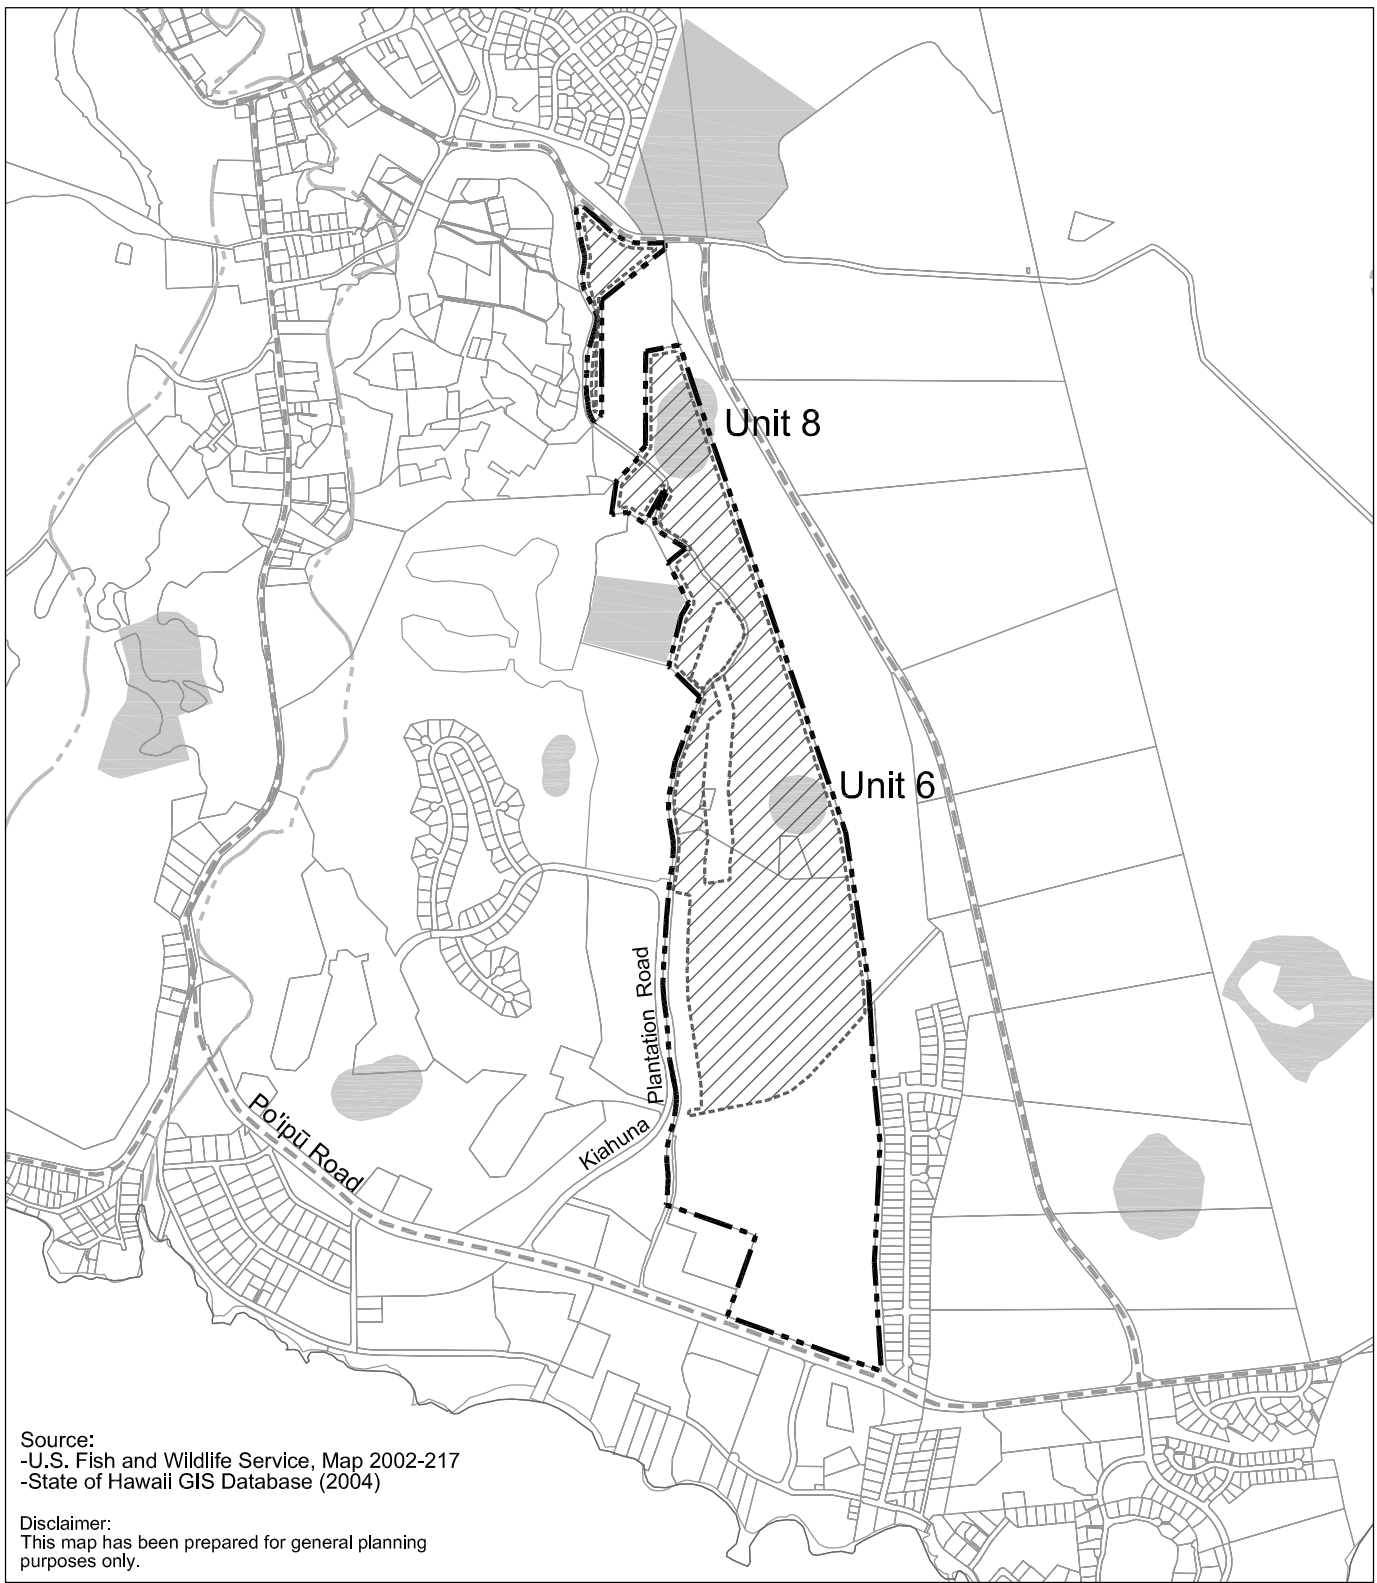 Unit 8
Unit 6
Plantation Road
Kiahuna
Po'ipū Road
Source:
-U.S. Fish and Wildlife Service, Map 2002-217
-State of Hawaii GIS Database (2004)
Disclaimer:
This map has been prepared for general planning
purposes only.